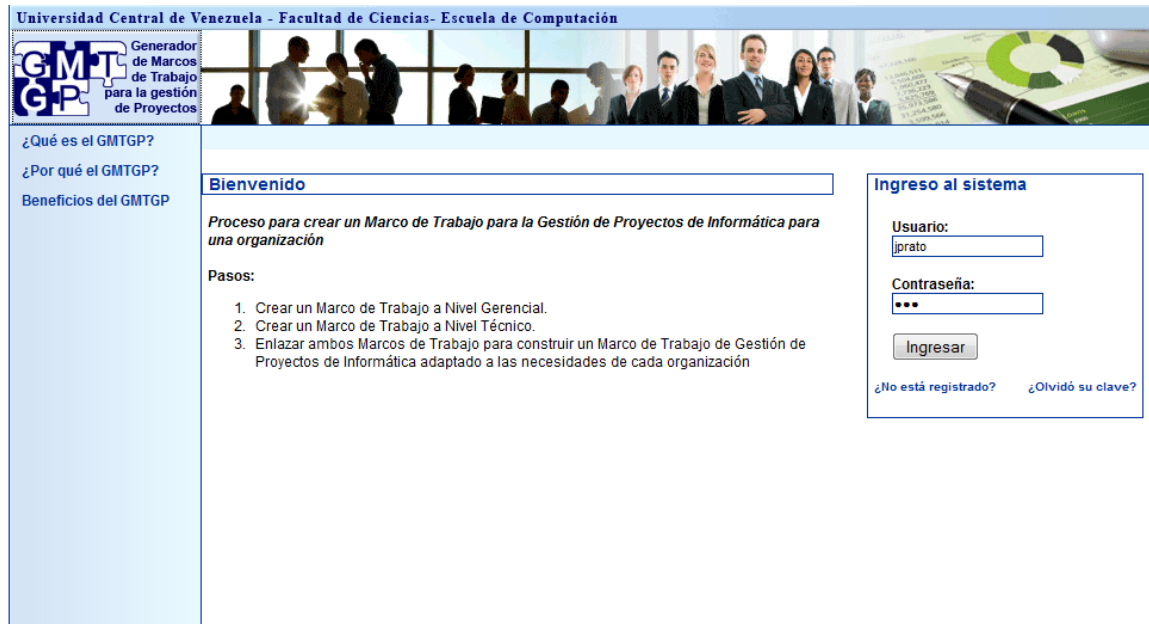 Universidad Central de Venezuela - Facultad de Ciencias- Escuela de Computación
GMT
GP
Generador
de Marcos
de Trabajo
para la gestión
de Proyectos
¿Qué es el GMTGP?
¿Por qué el GMTGP?
Beneficios del GMTGP
Bienvenido
Proceso para crear un Marco de Trabajo para la Gestión de Proyectos de Informática para
una organización
Pasos:
1. Crear un Marco de Trabajo a Nivel Gerencial.
2. Crear un Marco de Trabajo a Nivel Técnico.
3. Enlazar ambos Marcos de Trabajo para construir un Marco de Trabajo de Gestión de
Proyectos de Informática adaptado a las necesidades de cada organización
Ingreso al sistema
Usuario:
jprato
Contraseña:
•••
Ingresar
¿No está registrado? ¿Olvidó su clave?